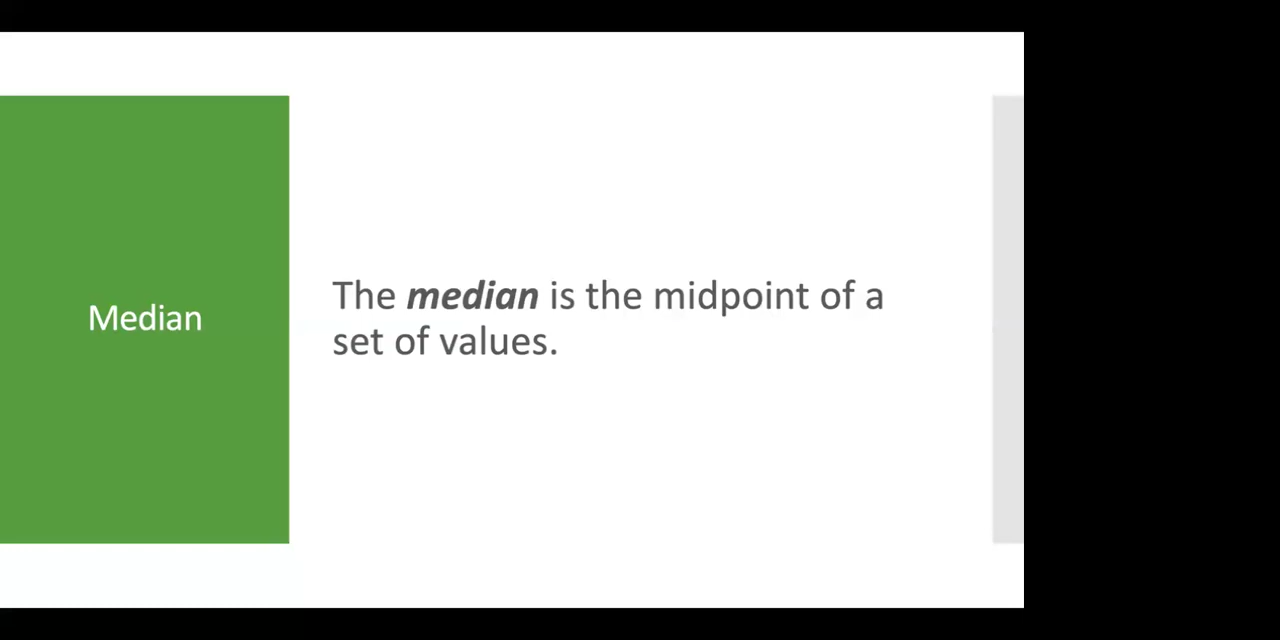 Median
The median is the midpoint of a
set of values.